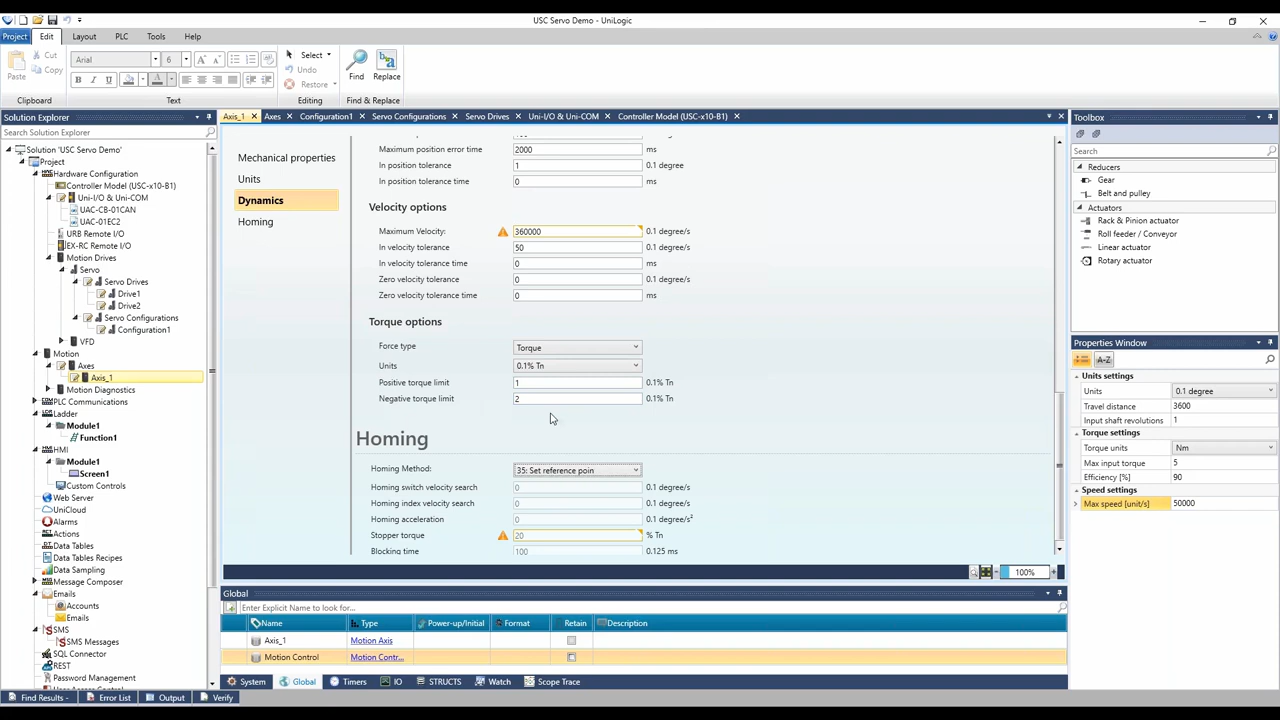 USC Servo Demo - UniLogic
Project Edit Layout PLC Tools Help
Paste
Cut
Copy
Clipboard
Arial 6
B I U A
Text
Select
Undo
Restore
Editing
Find
Replace
Find & Replace
Solution Explorer
Search Solution Explorer
Solution 'USC Servo Demo'
Project
Hardware Configuration
Controller Model (USC-x10-B1)
Uni-I/O & Uni-COM
UAC-CB-01CAN
UAC-01EC2
URB Remote I/O
EX-RC Remote I/O
Motion Drives
Servo
Servo Drives
Drive1
Drive2
Servo Configurations
Configuration1
VFD
Motion
Axes
Axis_1
Motion Diagnostics
PLC Communications
Ladder
Module1
Function1
HMI
Module1
Screen1
Custom Controls
Web Server
UniCloud
Alarms
Actions
Data Tables
Data Tables Recipes
Data Sampling
Message Composer
Emails
Accounts
Emails
SMS
SMS Messages
SQL Connector
REST
Password Management
Find Results - Error List Output Verify
Axis_1 Axes Configuration1 Servo Configurations Servo Drives Uni-I/O & Uni-COM Controller Model (USC-x10-B1)
Mechanical properties
Units
Dynamics
Homing
Maximum position error time 2000 ms
In position tolerance 1 0.1 degree
In position tolerance time 0 ms
Velocity options
Maximum Velocity: 360000 0.1 degree/s
In velocity tolerance 50 0.1 degree/s
In velocity tolerance time 0 ms
Zero velocity tolerance 0 0.1 degree/s
Zero velocity tolerance time 0 ms
Torque options
Force type Torque
Units 0.1% Tn
Positive torque limit 1 0.1% Tn
Negative torque limit 2 0.1% Tn
Homing
Homing Method: 35: Set reference poin
Homing switch velocity search 0 0.1 degree/s
Homing index velocity search 0 0.1 degree/s
Homing acceleration 0 0.1 degree/s²
Stopper torque 20 % Tn
Blocking time 100 0.125 ms
100%
Global
Enter Explicit Name to look for...
Name Type Power-up/Initial Format Retain Description
Axis_1 Motion Axis
Motion Control Motion Contr...
System Global Timers IO STRUCTS Watch Scope Trace
Toolbox
Search
Reducers
Gear
Belt and pulley
Actuators
Rack & Pinion actuator
Roll feeder / Conveyor
Linear actuator
Rotary actuator
Properties Window
A-Z
Units settings
Units 0.1 degree
Travel distance 3600
Input shaft revolutions 1
Torque settings
Torque units Nm
Max input torque 5
Efficiency [%] 90
Speed settings
Max speed [unit/s] 50000